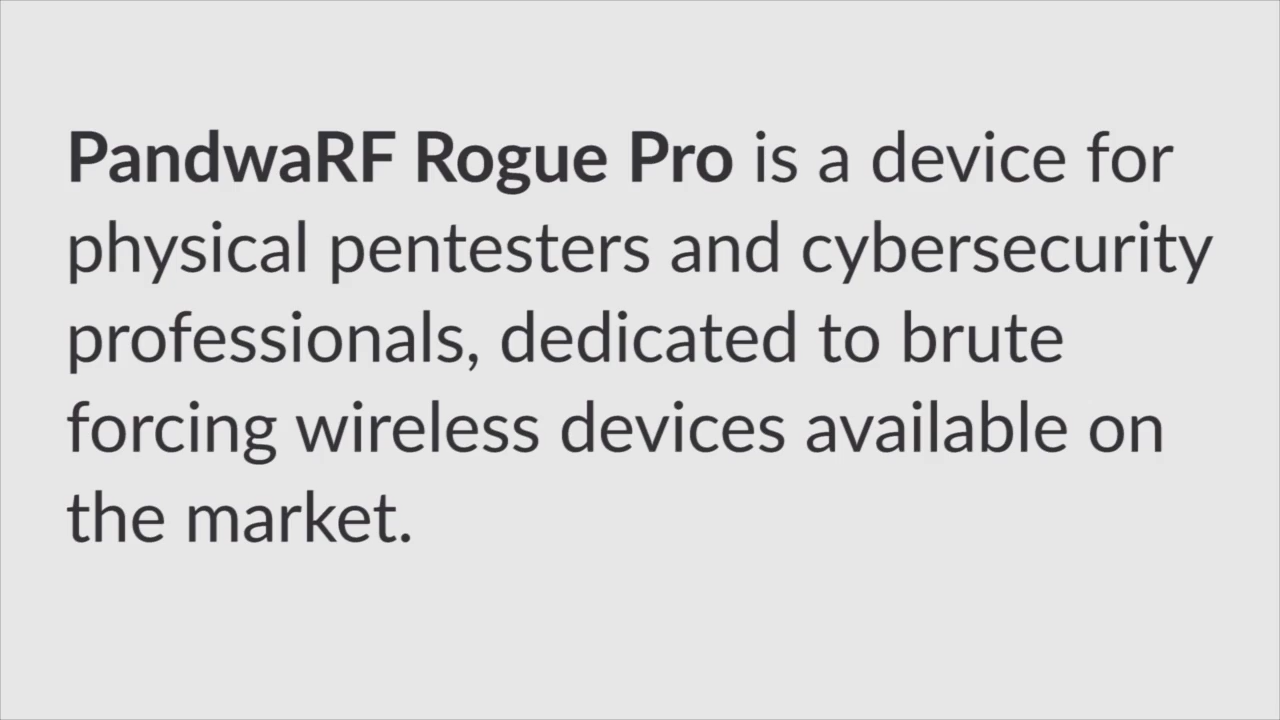 PandwaRF Rogue Pro is a device for
physical pentesters and cybersecurity
professionals, dedicated to brute
forcing wireless devices available on
the market.